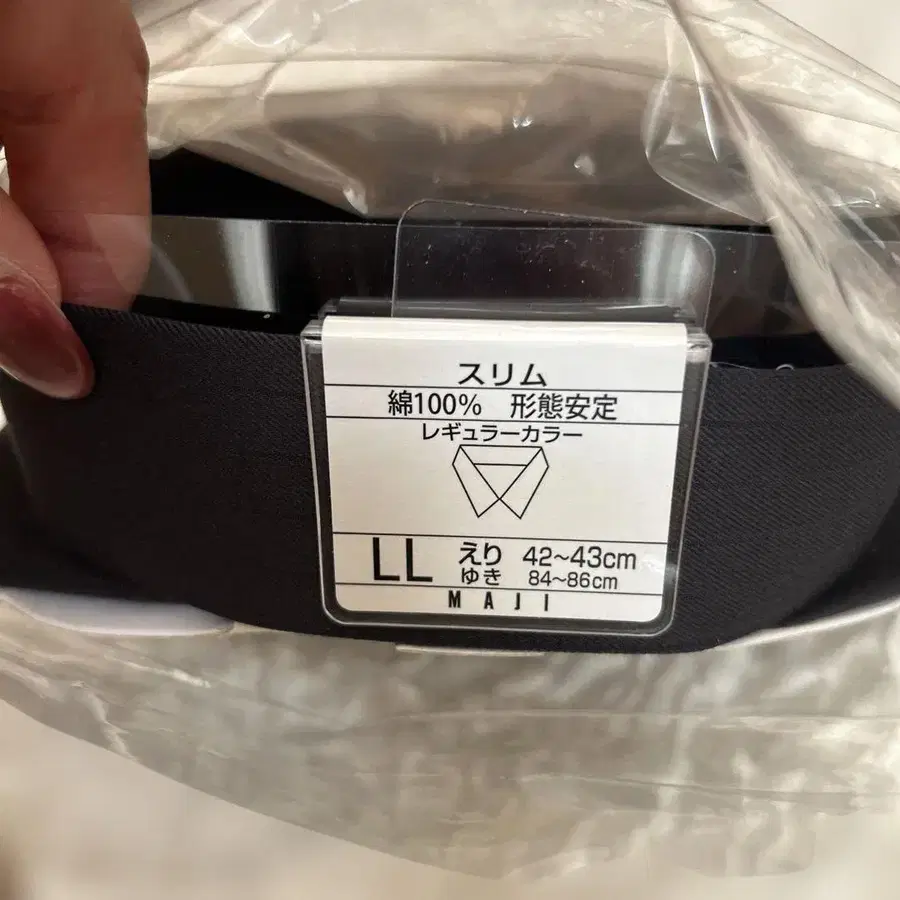 スリム
綿100% 形態安定
レギュラーカラー
LL えり 42~43cm
ゆき 84~86cm
MAJI